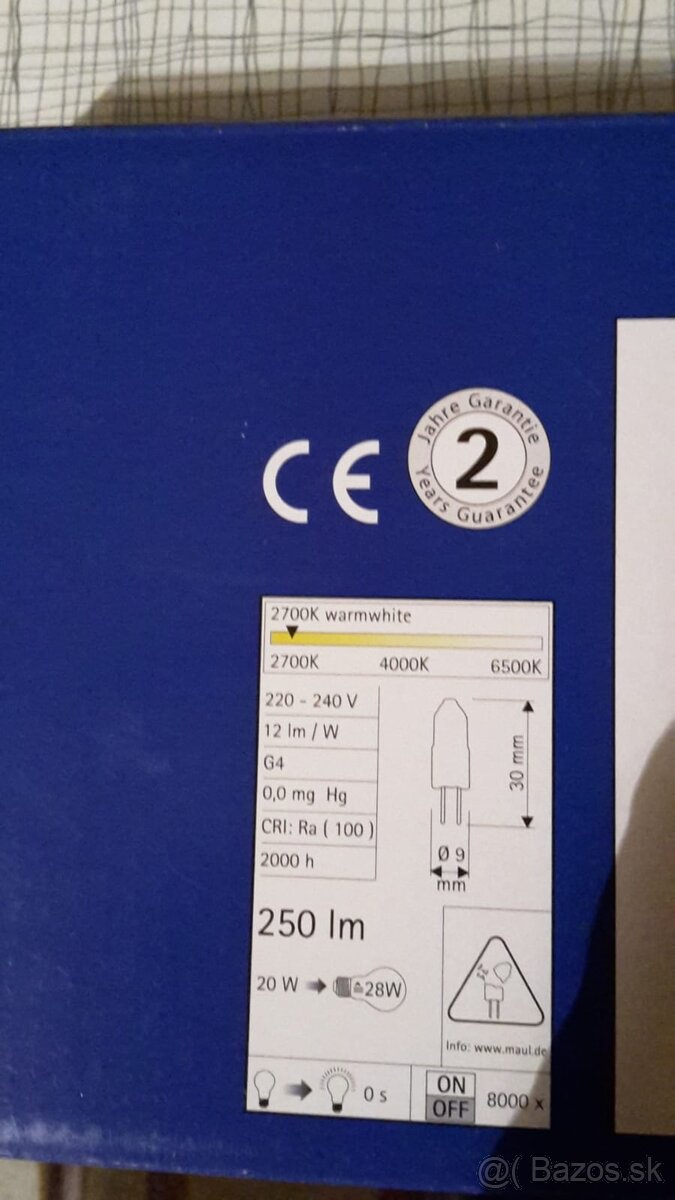 Jahre Garantie
2
Years Guarantee
CE
2700K warmwhite
2700K 4000K 6500K
220 - 240 V
12 lm / W
G4
0,0 mg Hg
CRI: Ra ( 100 )
2000 h
30 mm
Ø 9
mm
250 lm
20 W ≙28W
Info: www.maul.de
0 s
ON
OFF
8000 x
@( Bazos.sk